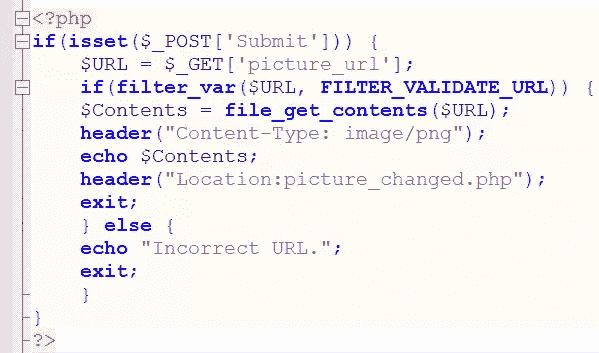 <?php
if(isset($_POST['Submit'])) {
$URL = $_GET['picture_url'];
if(filter_var($URL, FILTER_VALIDATE_URL)) {
$Contents = file_get_contents($URL);
header("Content-Type: image/png");
echo $Contents;
header("Location:picture_changed.php");
exit;
} else {
echo "Incorrect URL.";
exit;
}
}
?>